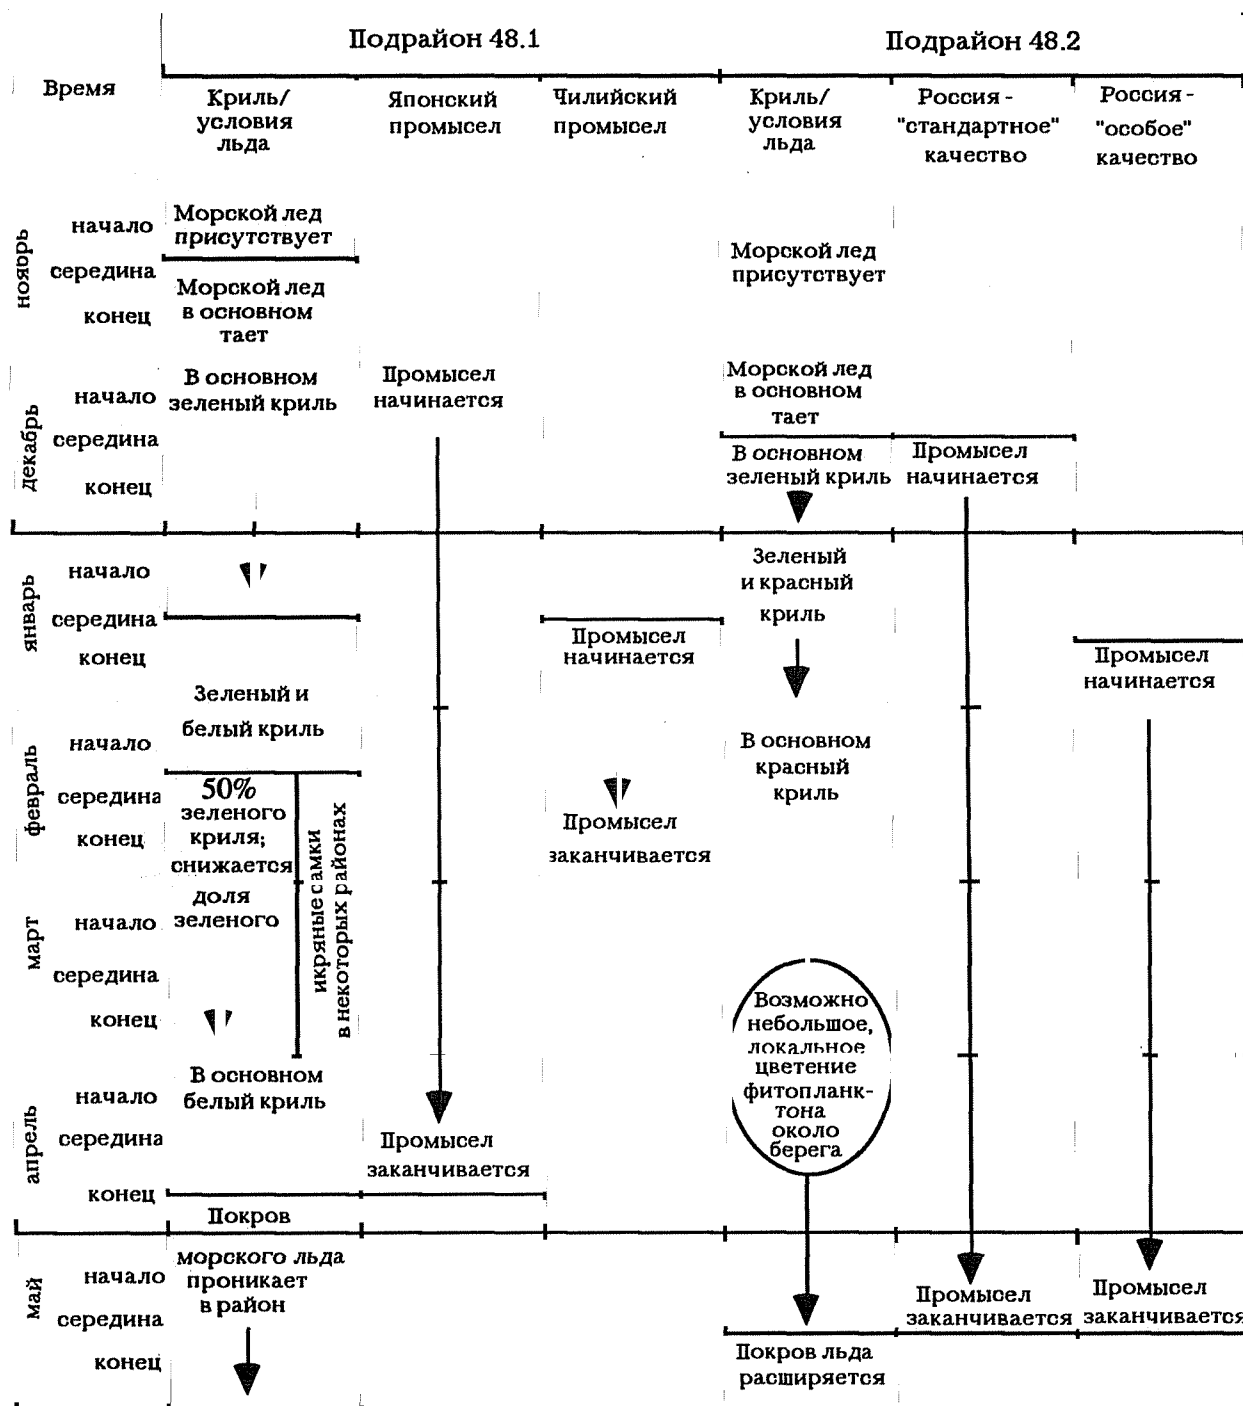 Подрайон 48.1
Подрайон 48.2
Время
Криль/
условия
льда
Японский
промысел
Чилийский
промысел
Криль/
условия
льда
Россия -
"стандартное"
качество
Россия -
"особое"
качество
ноябрь
начало
середина
конец
Морской лед
присутствует
Морской лед
в основном
тает
Морской лед
присутствует
декабрь
начало
середина
конец
В основном
зеленый криль
Промысел
начинается
Морской лед
в основном
тает
В основном
зеленый криль
Промысел
начинается
январь
начало
середина
конец
Зеленый
и красный
криль
Промысел
начинается
Промысел
начинается
Зеленый и
белый криль
февраль
начало
середина
конец
50%
зеленого
криля;
снижается
доля
зеленого
икряные самки
в некоторых районах
Промысел
заканчивается
В основном
красный
криль
март
начало
середина
конец
Возможно
небольшое,
локальное
цветение
фитопланк-
тона
около
берега
апрель
начало
середина
конец
В основном
белый криль
Промысел
заканчивается
Покров
морского льда
проникает
в район
май
начало
середина
конец
Промысел
заканчивается
Промысел
заканчивается
Покров льда
расширяется